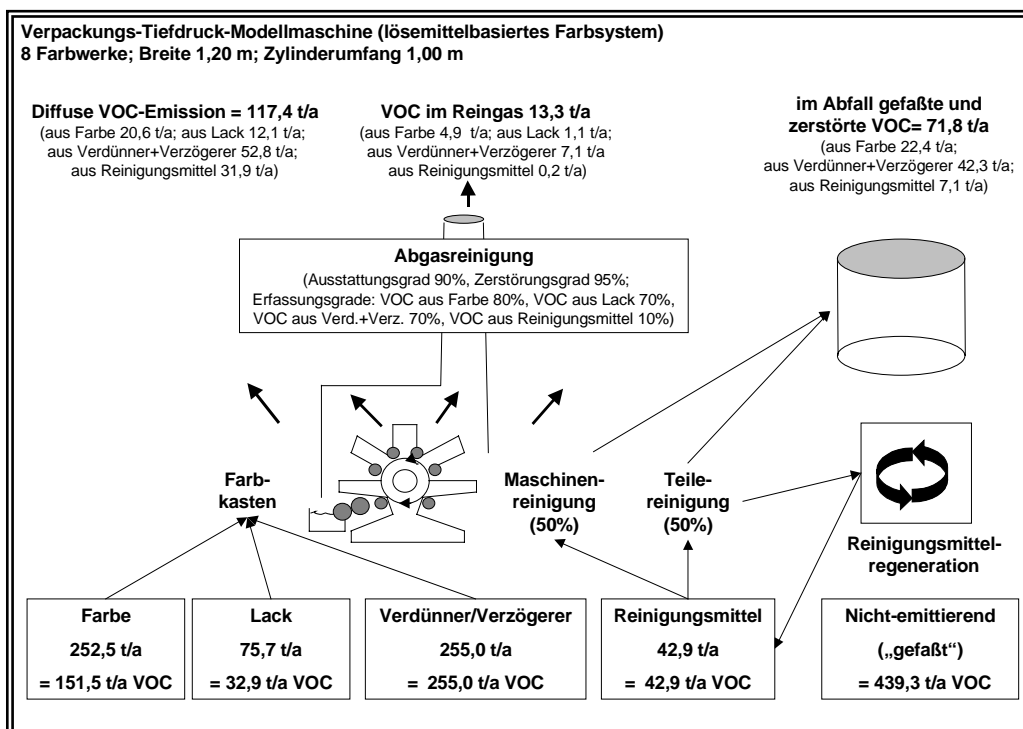 Verpackungs-Tiefdruck-Modellmaschine (lösemittelbasiertes Farbsystem)
8 Farbwerke; Breite 1,20 m; Zylinderumfang 1,00 m
Diffuse VOC-Emission = 117,4 t/a
(aus Farbe 20,6 t/a; aus Lack 12,1 t/a;
aus Verdünner+Verzögerer 52,8 t/a;
aus Reinigungsmittel 31,9 t/a)
VOC im Reingas 13,3 t/a
(aus Farbe 4,9 t/a; aus Lack 1,1 t/a;
aus Verdünner+Verzögerer 7,1 t/a
aus Reinigungsmittel 0,2 t/a)
im Abfall gefaßte und
zerstörte VOC= 71,8 t/a
(aus Farbe 22,4 t/a;
aus Verdünner+Verzögerer 42,3 t/a;
aus Reinigungsmittel 7,1 t/a)
Abgasreinigung
(Ausstattungsgrad 90%, Zerstörungsgrad 95%;
Erfassungsgrade: VOC aus Farbe 80%, VOC aus Lack 70%,
VOC aus Verd.+Verz. 70%, VOC aus Reinigungsmittel 10%)
Farb-
kasten
Maschinen-
reinigung
(50%)
Teile-
reinigung
(50%)
Reinigungsmittel-
regeneration
Farbe
252,5 t/a
= 151,5 t/a VOC
Lack
75,7 t/a
= 32,9 t/a VOC
Verdünner/Verzögerer
255,0 t/a
= 255,0 t/a VOC
Reinigungsmittel
42,9 t/a
= 42,9 t/a VOC
Nicht-emittierend
(„gefaßt“)
= 439,3 t/a VOC